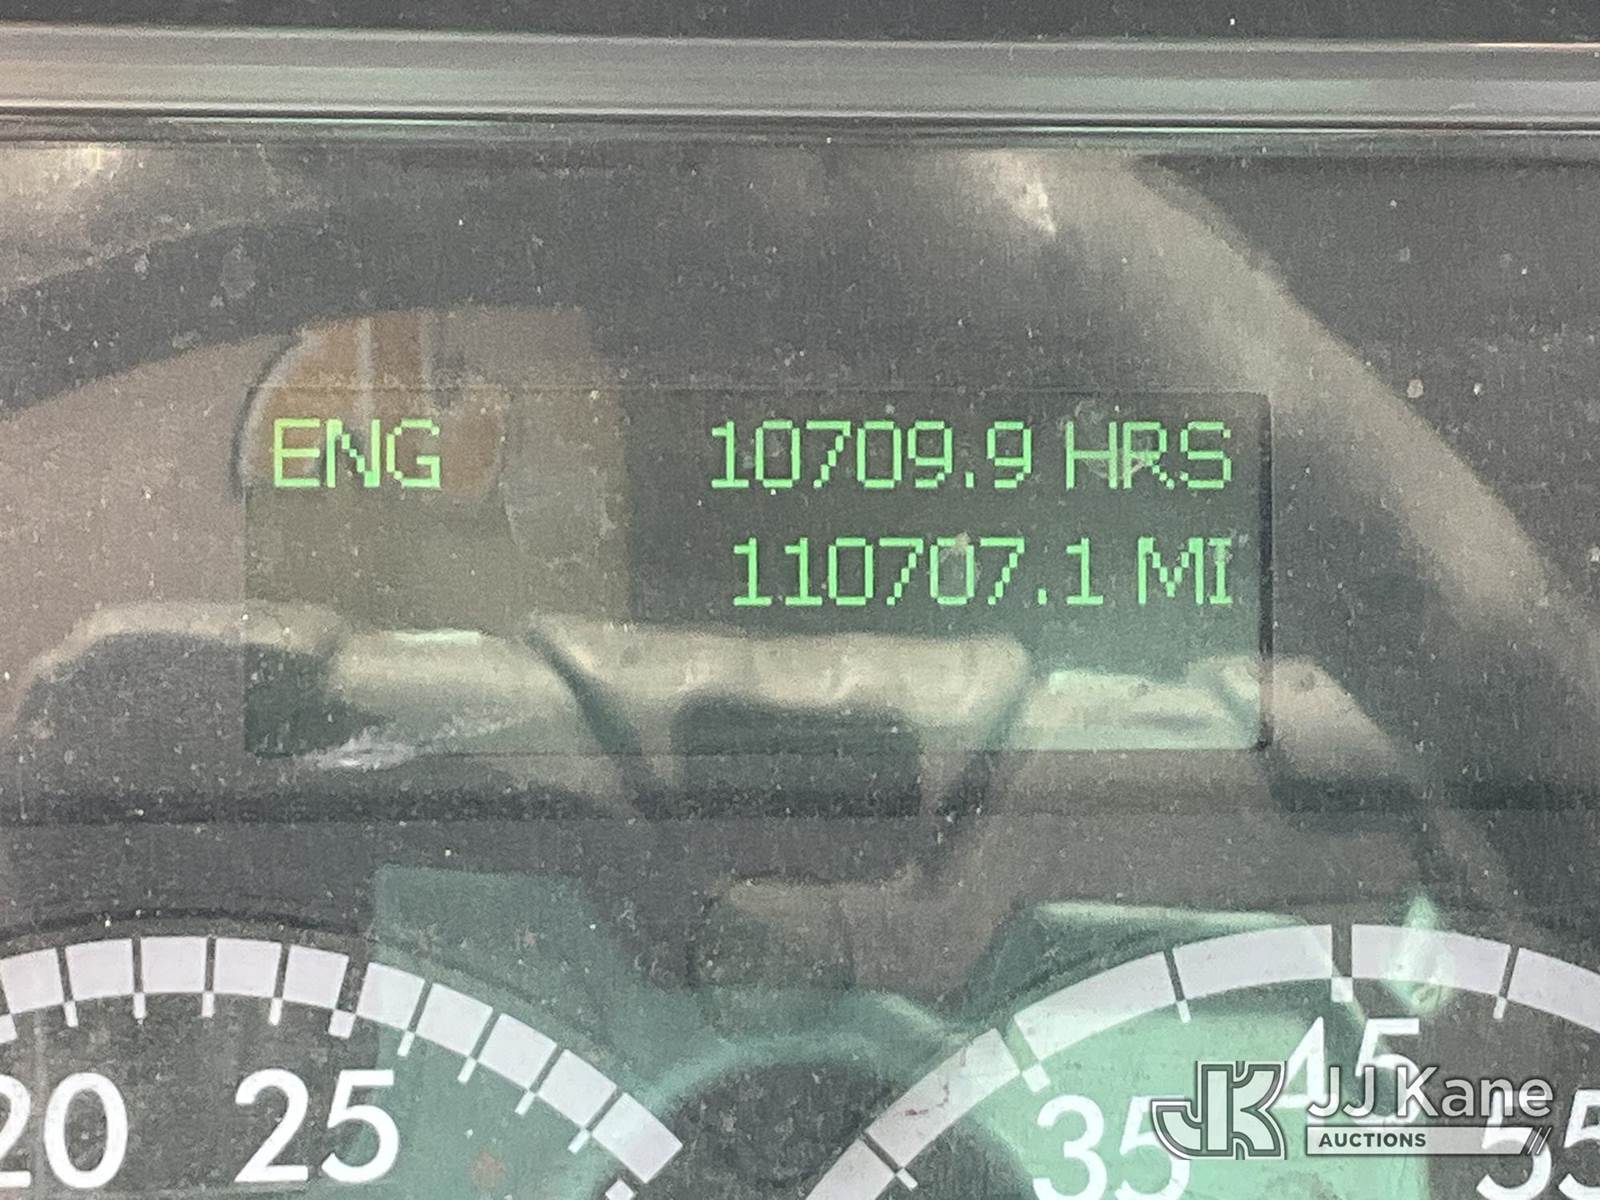 ENG 10709.9 HRS
110707.1 MI
20 25 35 45 55
JJ Kane
AUCTIONS